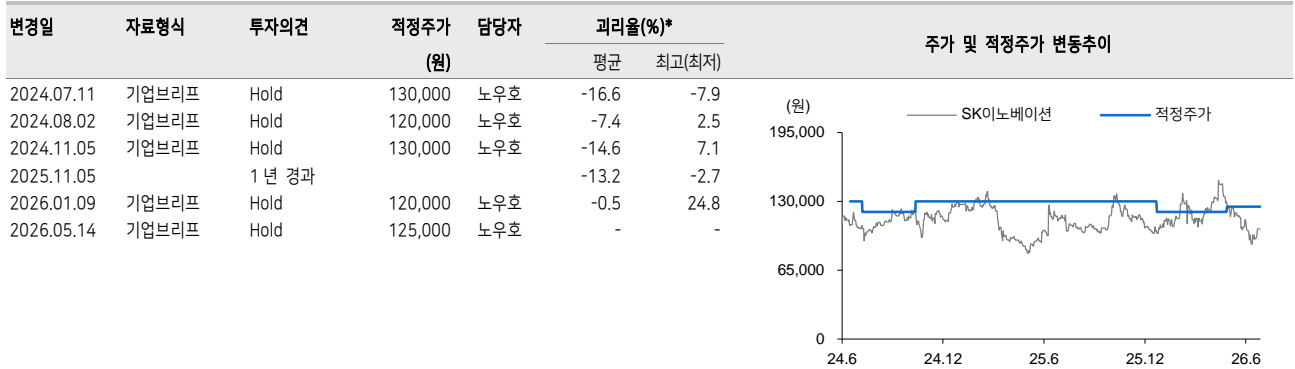 변경일 자료형식 투자의견 적정주가 담당자 괴리율(%)* 주가 및 적정주가 변동추이
(원) 평균 최고(최저)
2024.07.11 기업브리프 Hold 130,000 노우호 -16.6 -7.9
2024.08.02 기업브리프 Hold 120,000 노우호 -7.4 2.5
2024.11.05 기업브리프 Hold 130,000 노우호 -14.6 7.1
2025.11.05 1년 경과 -13.2 -2.7
2026.01.09 기업브리프 Hold 120,000 노우호 -0.5 24.8
2026.05.14 기업브리프 Hold 125,000 노우호 - -
(원) SK이노베이션 적정주가
195,000
130,000
65,000
0
24.6 24.12 25.6 25.12 26.6